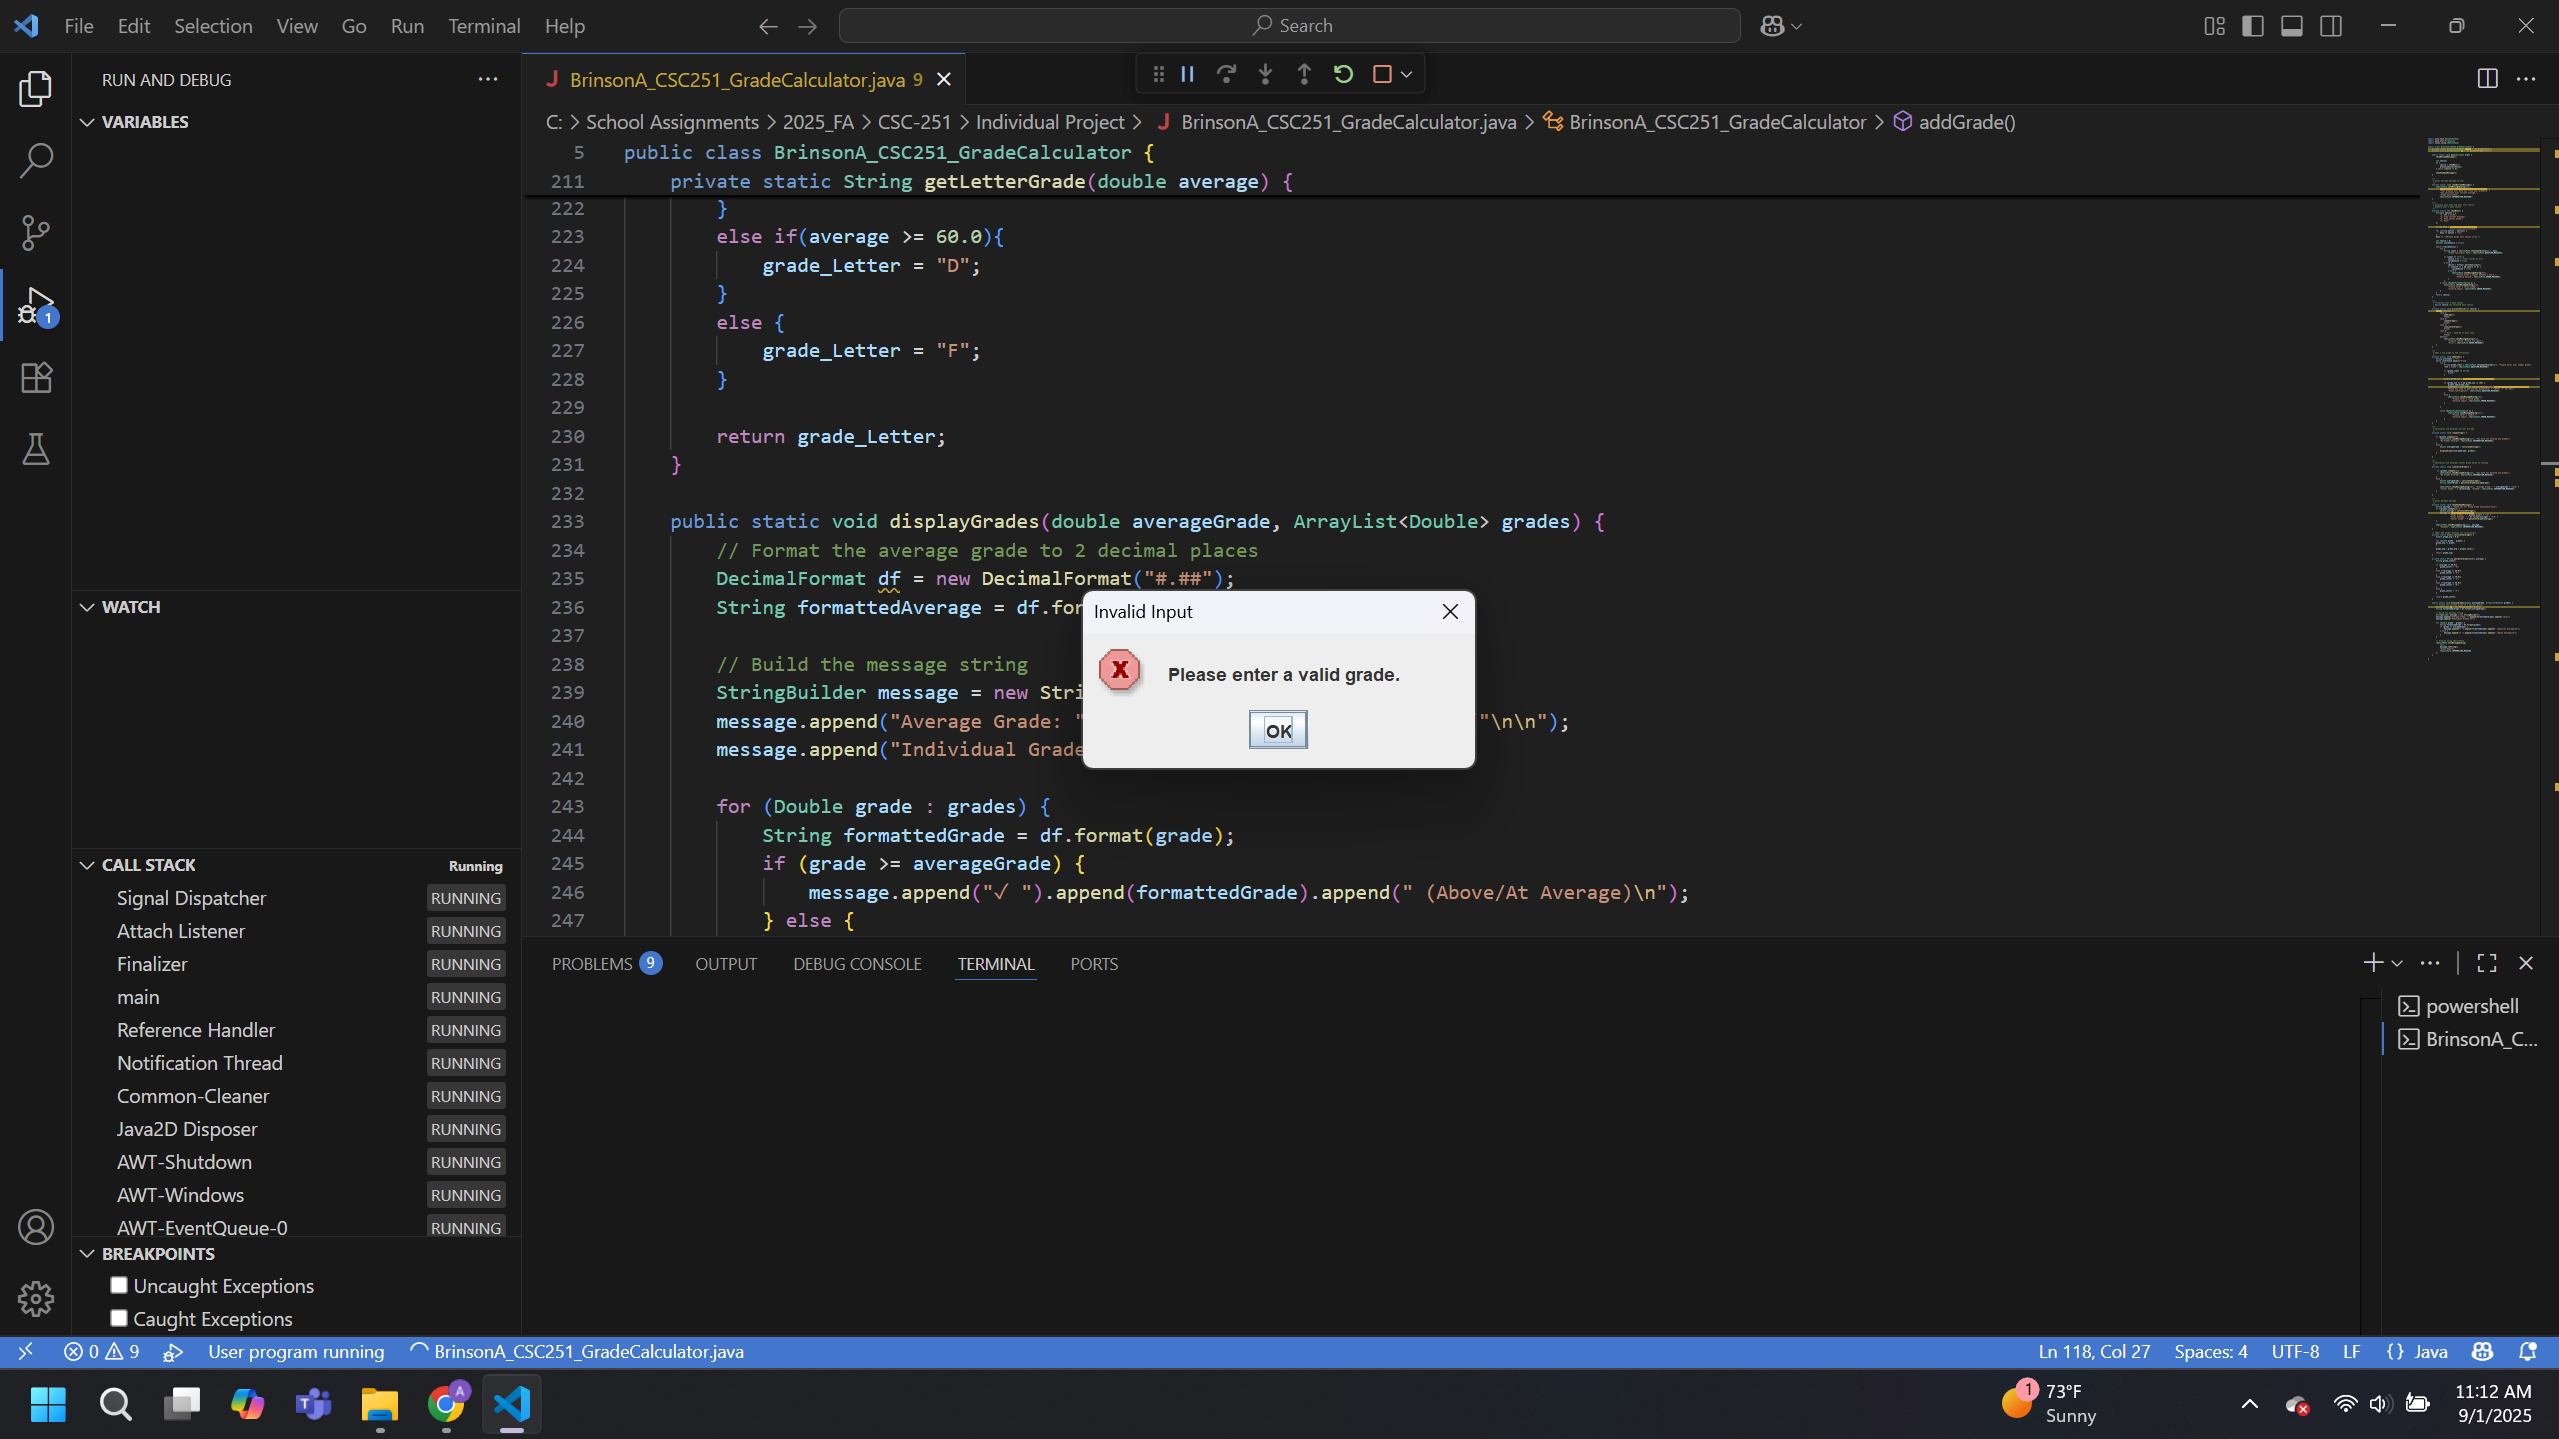 File Edit Selection View Go Run Terminal Help
Search
RUN AND DEBUG
BrinsonA_CSC251_GradeCalculator.java 9
VARIABLES
C: > School Assignments > 2025_FA > CSC-251 > Individual Project > BrinsonA_CSC251_GradeCalculator.java > BrinsonA_CSC251_GradeCalculator > addGrade()
5 public class BrinsonA_CSC251_GradeCalculator {
211 private static String getLetterGrade(double average) {
222 }
223 else if(average >= 60.0){
224 grade_Letter = "D";
225 }
226 else {
227 grade_Letter = "F";
228 }
229
230 return grade_Letter;
231 }
232
233 public static void displayGrades(double averageGrade, ArrayList<Double> grades) {
234 // Format the average grade to 2 decimal places
235 DecimalFormat df = new DecimalFormat("#.##");
236 String formattedAverage = df.for
237
238 // Build the message string
239 StringBuilder message = new Stri
240 message.append("Average Grade: " "\n\n");
241 message.append("Individual Grade
242
243 for (Double grade : grades) {
244 String formattedGrade = df.format(grade);
245 if (grade >= averageGrade) {
246 message.append("✓ ").append(formattedGrade).append(" (Above/At Average)\n");
247 } else {
Invalid Input
Please enter a valid grade.
OK
WATCH
CALL STACK Running
Signal Dispatcher RUNNING
Attach Listener RUNNING
Finalizer RUNNING
main RUNNING
Reference Handler RUNNING
Notification Thread RUNNING
Common-Cleaner RUNNING
Java2D Disposer RUNNING
AWT-Shutdown RUNNING
AWT-Windows RUNNING
AWT-EventQueue-0 RUNNING
BREAKPOINTS
Uncaught Exceptions
Caught Exceptions
1
PROBLEMS 9 OUTPUT DEBUG CONSOLE TERMINAL PORTS
powershell
BrinsonA_C...
0 9 User program running BrinsonA_CSC251_GradeCalculator.java
Ln 118, Col 27 Spaces: 4 UTF-8 LF {} Java
A
1
73°F
Sunny
11:12 AM
9/1/2025